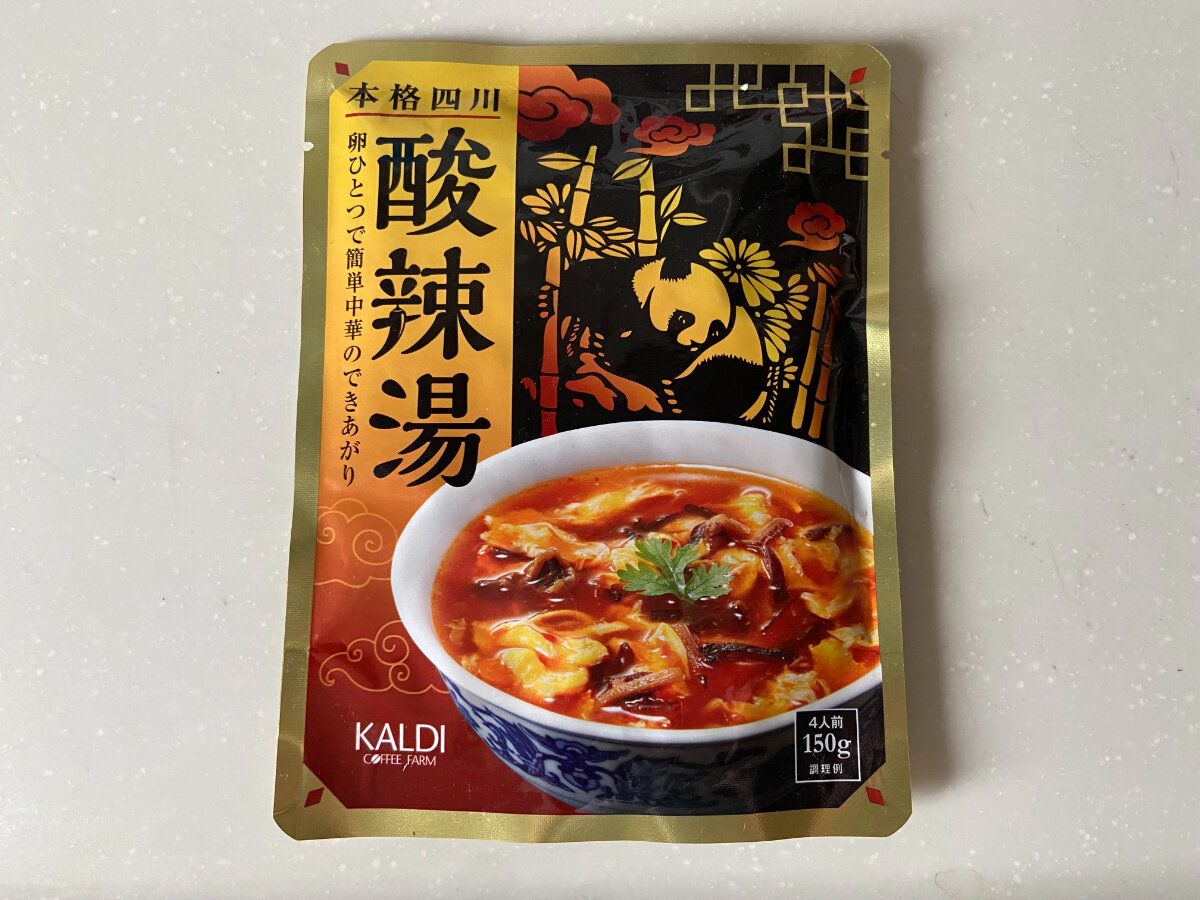 本格四川
酸辣湯
卵ひとつで簡単中華のできあがり
KALDI
COFFEE FARM
4人前
150g
調理例